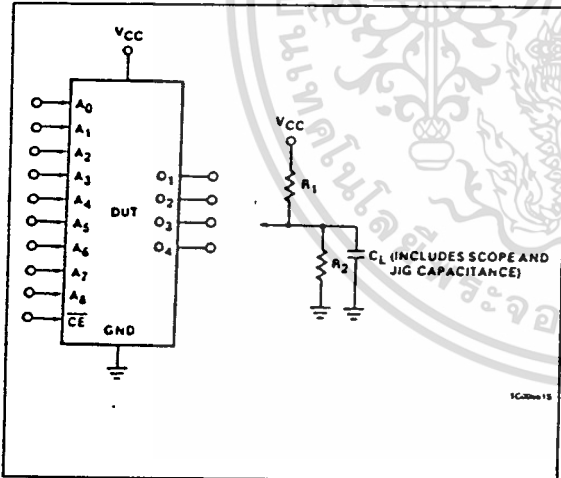 VCC
A0
A1
A2
A3
A4
A5
A6
A7
A8
CE
DUT
O1
O2
O3
O4
GND
VCC
R1
R2
CL (INCLUDES SCOPE AND
JIG CAPACITANCE)